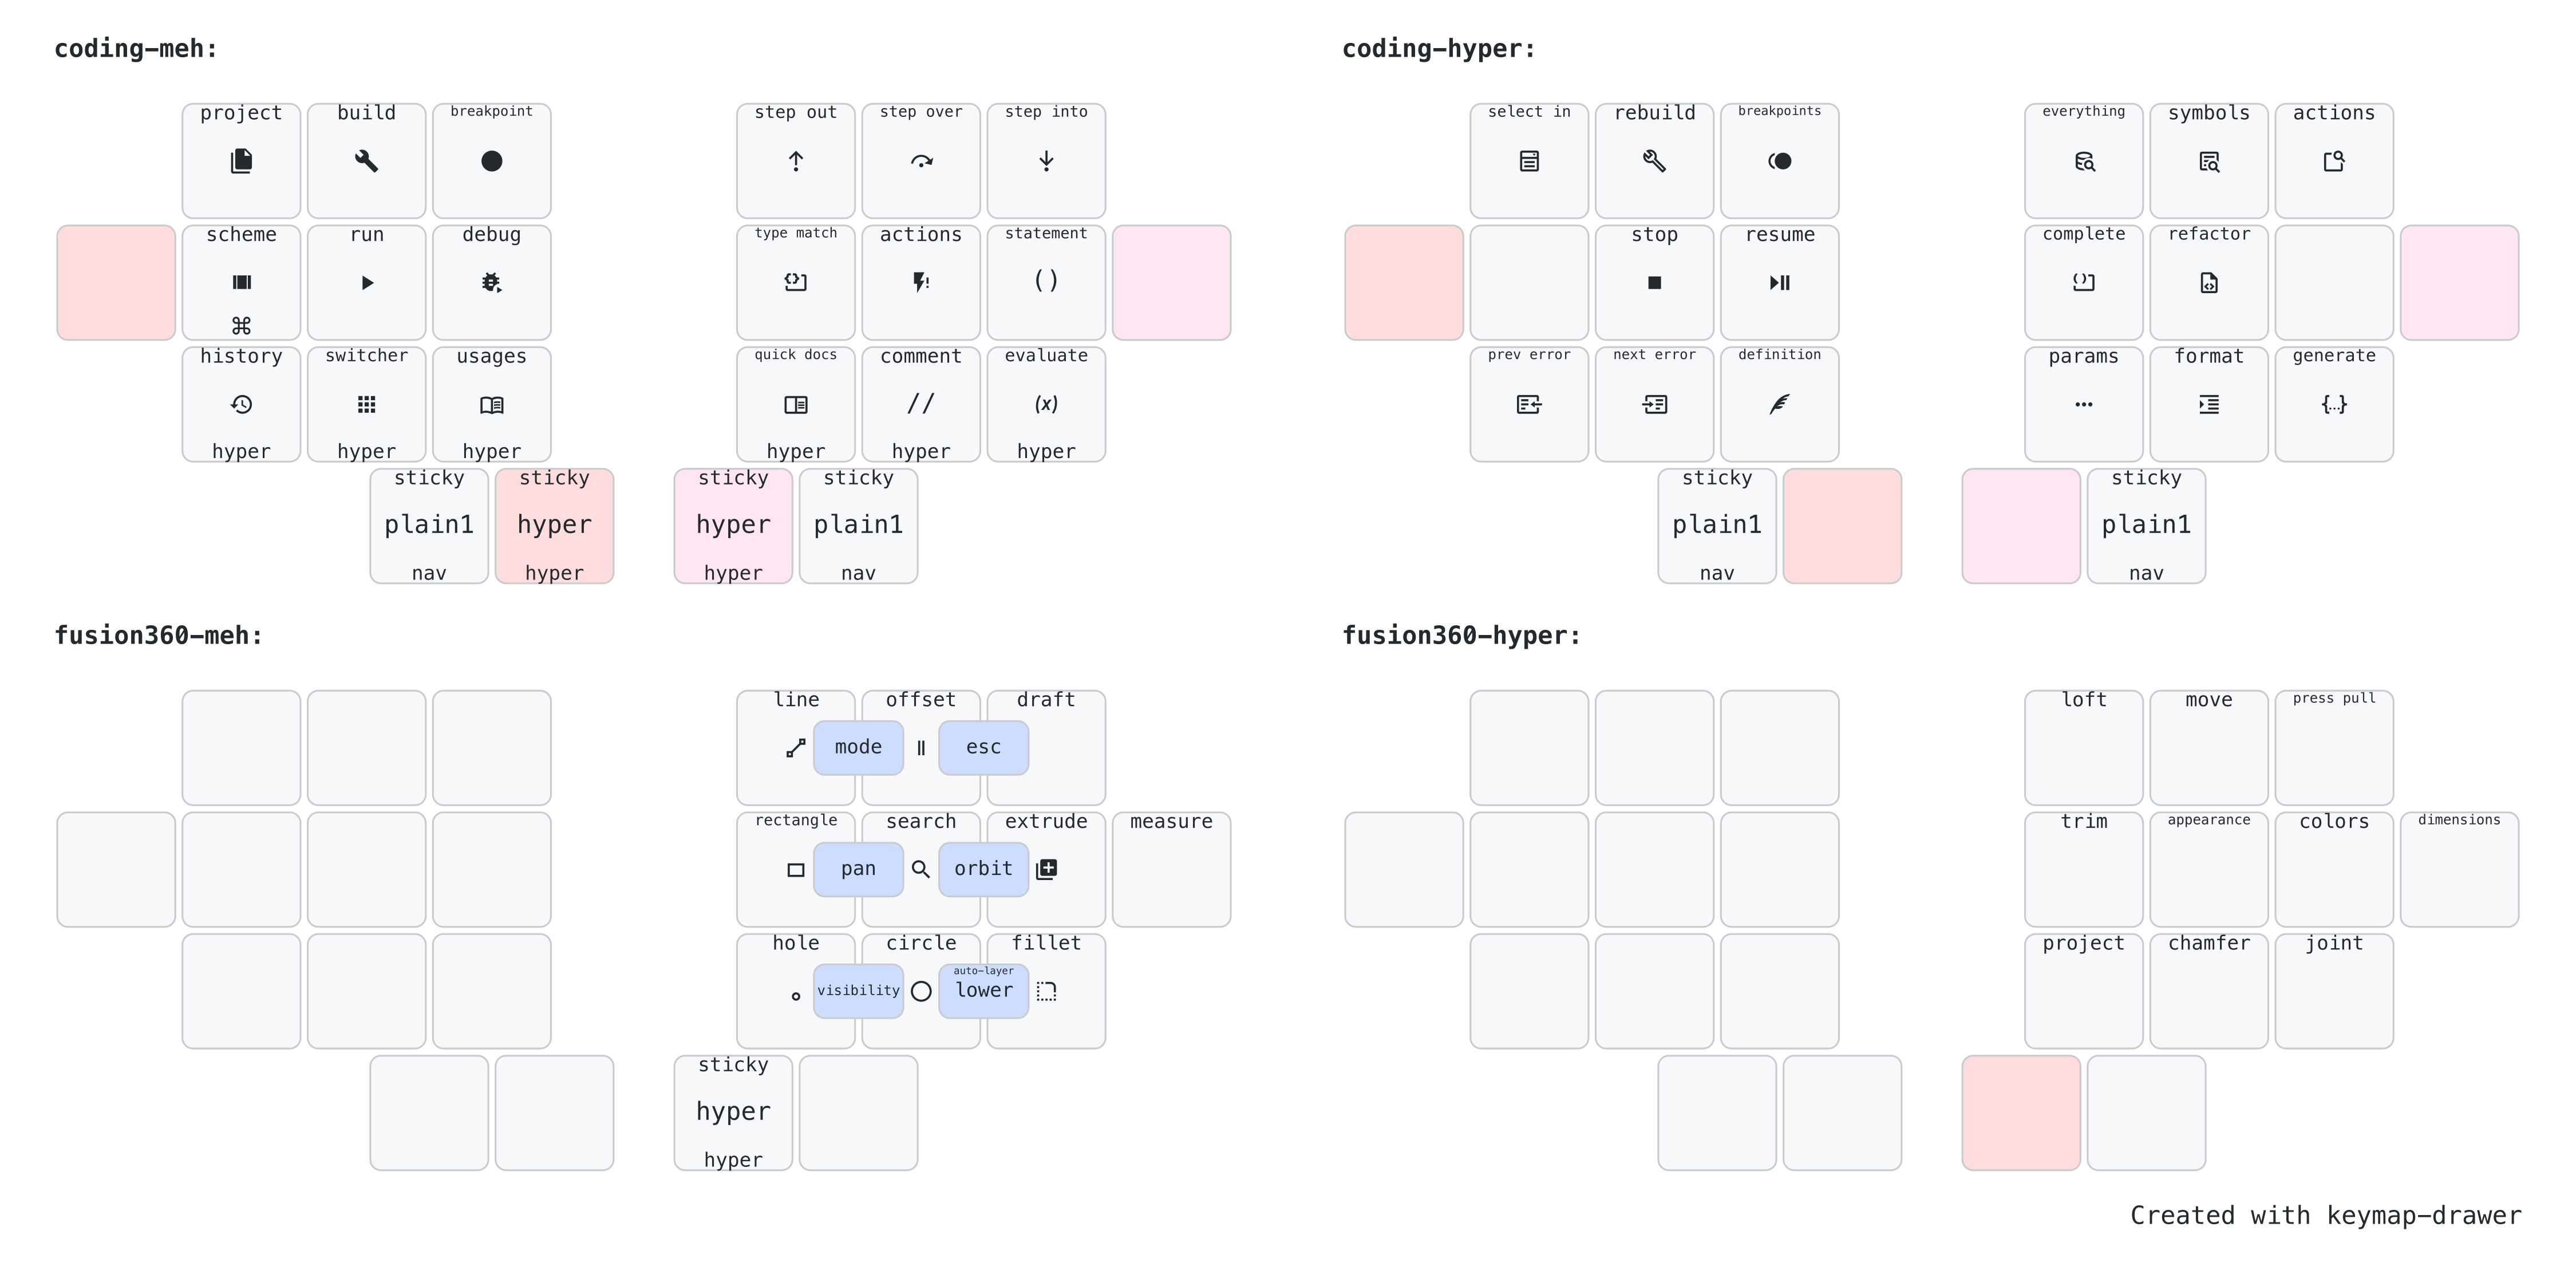 coding-meh:
project build breakpoint step out step over step into
scheme run debug type match actions statement
( )
⌘
history switcher usages quick docs comment evaluate
// (x)
hyper hyper hyper hyper hyper hyper
sticky sticky sticky sticky
plain1 hyper hyper plain1
nav hyper hyper nav
coding-hyper:
select in rebuild breakpoints everything symbols actions
stop resume complete refactor
prev error next error definition params format generate
{...}
sticky sticky
plain1 plain1
nav nav
fusion360-meh:
line offset draft
mode esc
rectangle search extrude measure
pan orbit
hole circle fillet
auto-layer
visibility lower
sticky
hyper
hyper
fusion360-hyper:
loft move press pull
trim appearance colors dimensions
project chamfer joint
Created with keymap-drawer